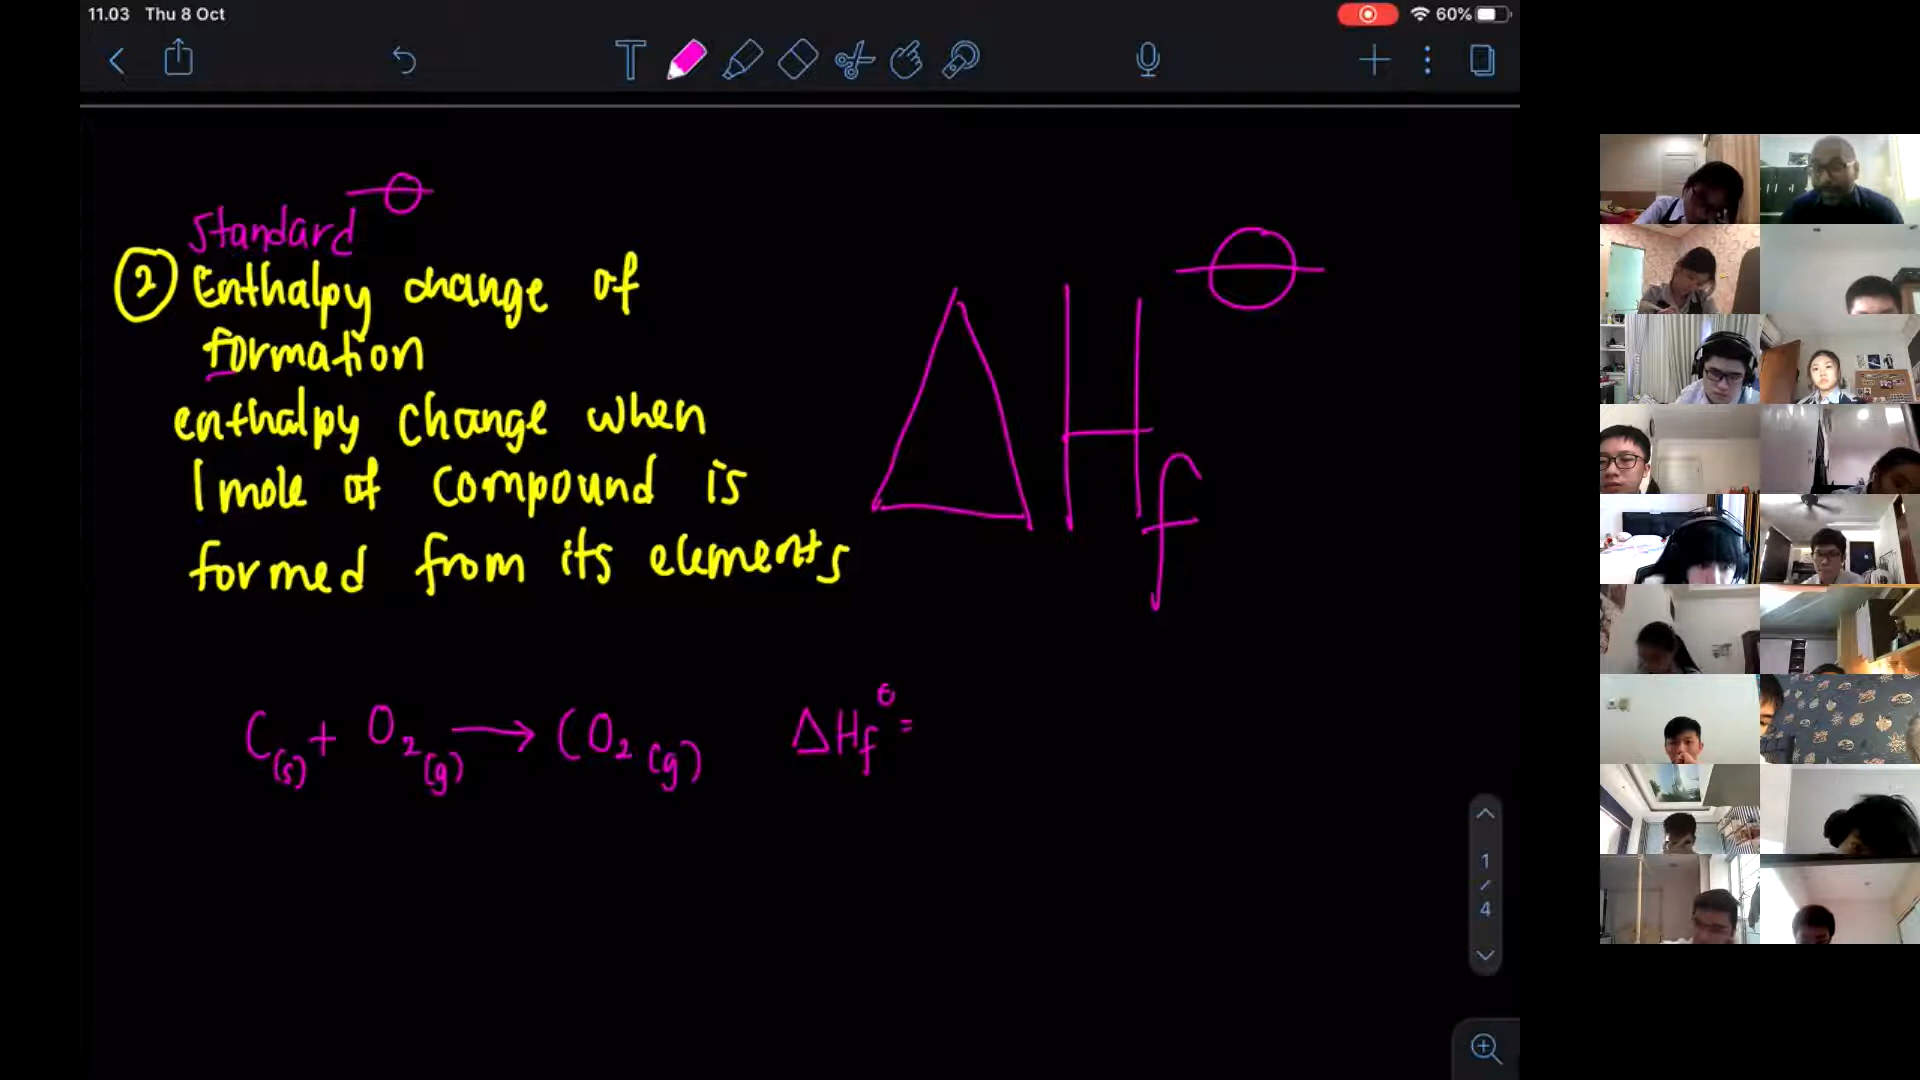 11.03 Thu 8 Oct
60%
T
Standard ⦵
② Enthalpy change of
formation
enthalpy change when
1 mole of compound is
formed from its elements
ΔHf⦵
C(s) + O₂(g) ⟶ CO₂(g) ΔHf⦵ =
1
/
4